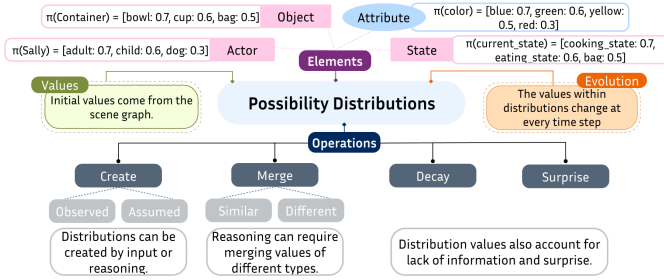 π(Container) = [bowl: 0.7, cup: 0.6, bag: 0.5]
Object
Attribute
π(color) = [blue: 0.7, green: 0.6, yellow:
0.5, red: 0.3]
π(Sally) = [adult: 0.7, child: 0.6, dog: 0.3]
Actor
State
π(current_state) = [cooking_state: 0.7,
eating_state: 0.6, bag: 0.5]
Elements
Values
Initial values come from the
scene graph.
Possibility Distributions
Evolution
The values within
distributions change at
every time step
Operations
Create
Merge
Decay
Surprise
Observed
Assumed
Similar
Different
Distributions can be
created by input or
reasoning.
Reasoning can require
merging values of
different types.
Distribution values also account for
lack of information and surprise.